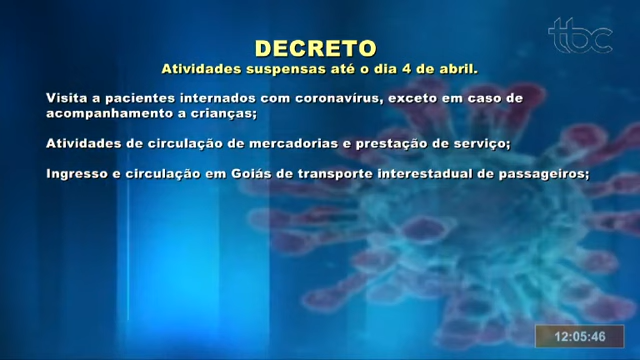 tbc
DECRETO
Atividades suspensas até o dia 4 de abril.
Visita a pacientes internados com coronavírus, exceto em caso de
acompanhamento a crianças;
Atividades de circulação de mercadorias e prestação de serviço;
Ingresso e circulação em Goiás de transporte interestadual de passageiros;
12:05:46